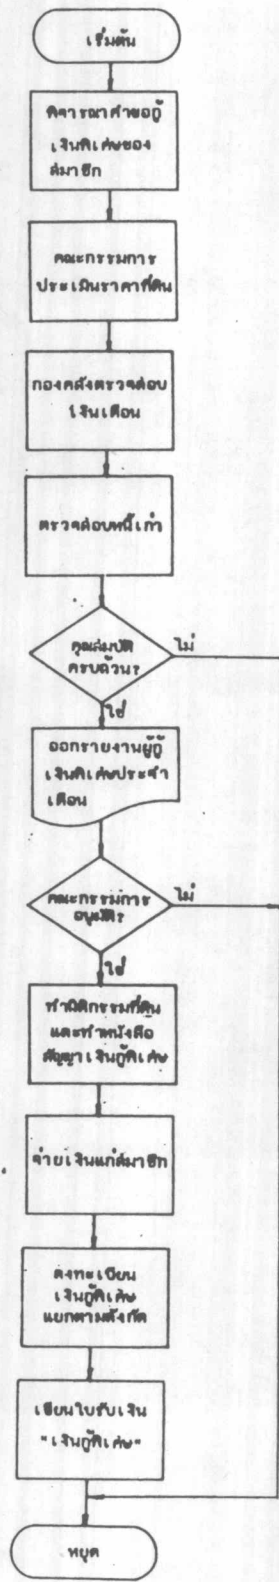 เริ่มต้น
พิจารณาคำขอกู้
เงินพิเศษของ
สมาชิก
คณะกรรมการ
ประเมินราคาที่ดิน
กองคลังตรวจสอบ
เงินเดือน
ตรวจสอบหนี้เก่า
คุณสมบัติ
ครบถ้วน?
ไม่
ใช่
ออกรายงานผู้กู้
เงินพิเศษประจำ
เดือน
คณะกรรมการ
อนุมัติ?
ไม่
ใช่
ทำนิติกรรมที่ดิน
และทำหนังสือ
สัญญาเงินกู้พิเศษ
จ่ายเงินแก่สมาชิก
ลงทะเบียน
เงินกู้พิเศษ
แยกตามสังกัด
เขียนใบรับเงิน
"เงินกู้พิเศษ"
หยุด